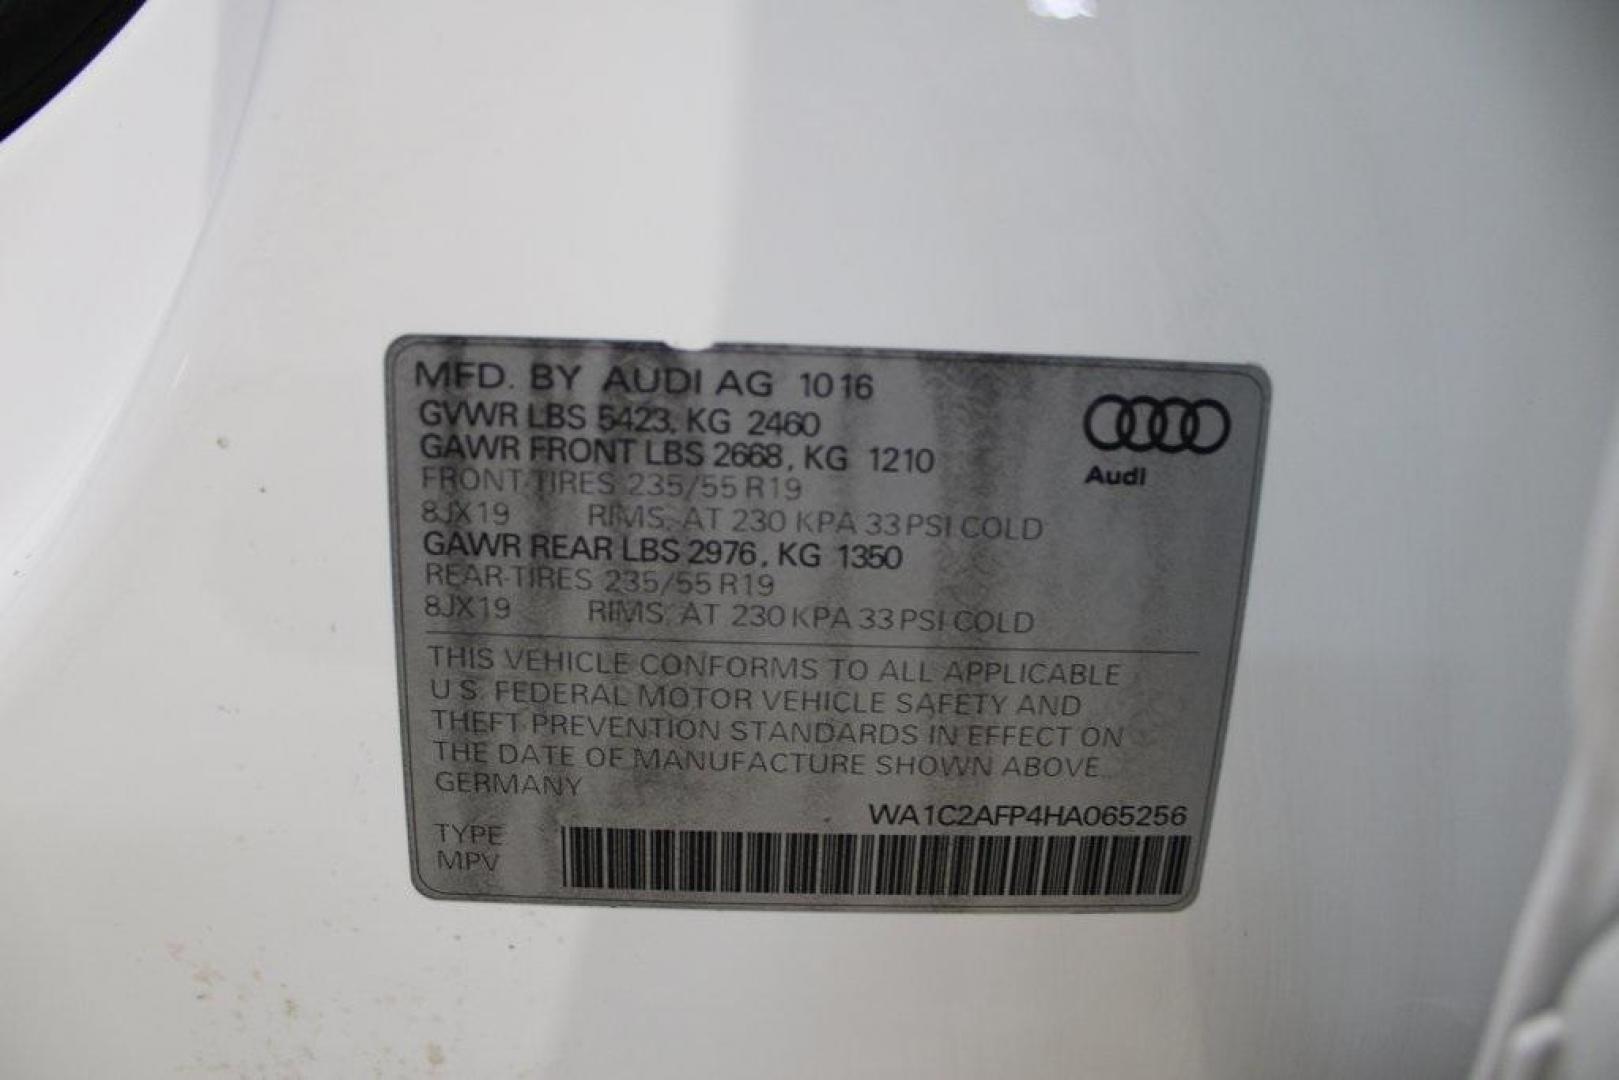 MFD. BY AUDI AG 10 16
GVWR LBS 5423, KG 2460
GAWR FRONT LBS 2668, KG 1210
FRONT-TIRES 235/55 R19
8JX19 RIMS, AT 230 KPA 33 PSI COLD
GAWR REAR LBS 2976, KG 1350
REAR-TIRES 235/55 R19
8JX19 RIMS, AT 230 KPA 33 PSI COLD
Audi
THIS VEHICLE CONFORMS TO ALL APPLICABLE
U.S. FEDERAL MOTOR VEHICLE SAFETY AND
THEFT PREVENTION STANDARDS IN EFFECT ON
THE DATE OF MANUFACTURE SHOWN ABOVE.
GERMANY
WA1C2AFP4HA065256
TYPE
MPV